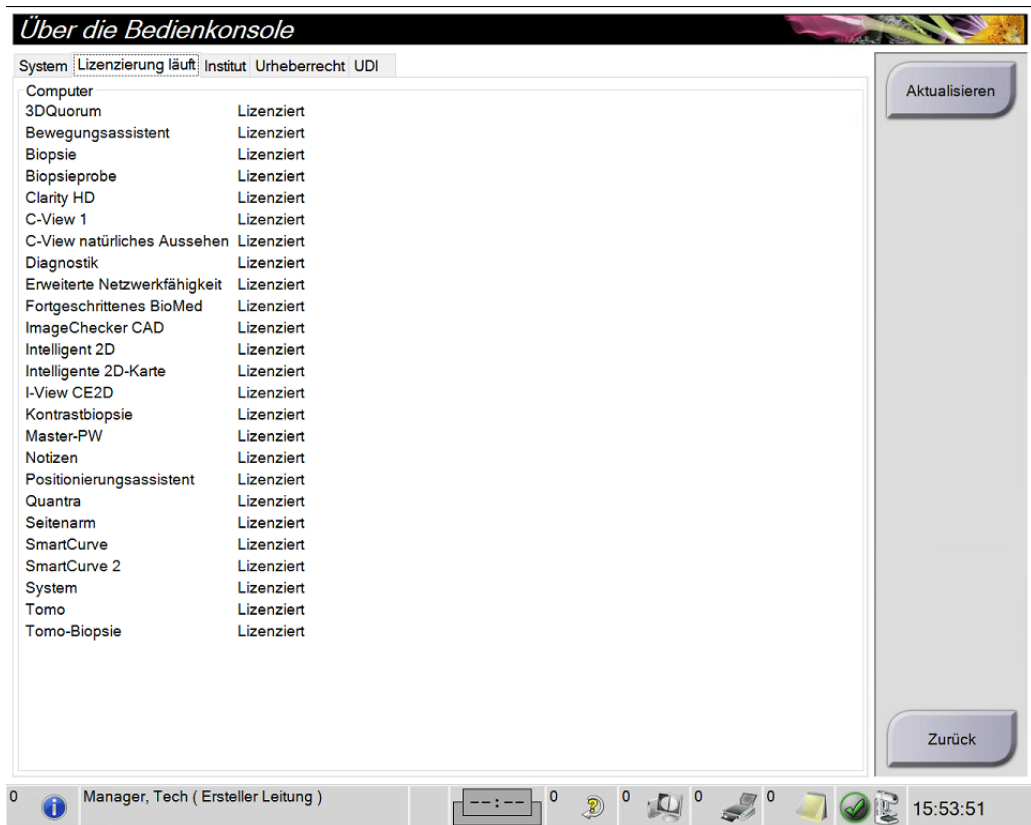 Über die Bedienkonsole
System Lizenzierung läuft Institut Urheberrecht UDI
Aktualisieren
Computer
3DQuorum Lizenziert
Bewegungsassistent Lizenziert
Biopsie Lizenziert
Biopsieprobe Lizenziert
Clarity HD Lizenziert
C-View 1 Lizenziert
C-View natürliches Aussehen Lizenziert
Diagnostik Lizenziert
Erweiterte Netzwerkfähigkeit Lizenziert
Fortgeschrittenes BioMed Lizenziert
ImageChecker CAD Lizenziert
Intelligent 2D Lizenziert
Intelligente 2D-Karte Lizenziert
I-View CE2D Lizenziert
Kontrastbiopsie Lizenziert
Master-PW Lizenziert
Notizen Lizenziert
Positionierungsassistent Lizenziert
Quantra Lizenziert
Seitenarm Lizenziert
SmartCurve Lizenziert
SmartCurve 2 Lizenziert
System Lizenziert
Tomo Lizenziert
Tomo-Biopsie Lizenziert
Zurück
0 Manager, Tech ( Ersteller Leitung ) --:-- 0 0 0 0 15:53:51